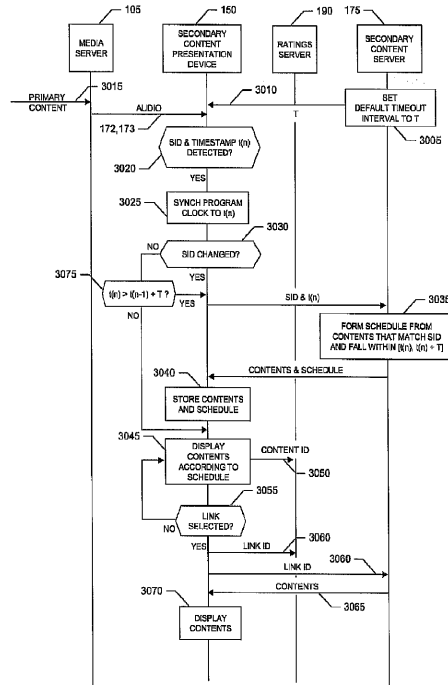 105
150
190
175
MEDIA
SERVER
SECONDARY
CONTENT
PRESENTATION
DEVICE
RATINGS
SERVER
SECONDARY
CONTENT
SERVER
3015
3010
PRIMARY
CONTENT
AUDIO
T
SET
DEFAULT TIMEOUT
INTERVAL TO T
172,173
3005
SID & TIMESTAMP t(n)
DETECTED?
3020
YES
3025
SYNCH PROGRAM
CLOCK TO t(n)
3030
NO
SID CHANGED?
3075
YES
t(n) > t(n-1) + T ?
YES
SID & t(n)
3035
NO
FORM SCHEDULE FROM
CONTENTS THAT MATCH SID
AND FALL WITHIN [t(n), t(n) + T]
CONTENTS & SCHEDULE
3040
STORE CONTENTS
AND SCHEDULE
3045
DISPLAY
CONTENTS
ACCORDING TO
SCHEDULE
CONTENT ID
3050
3055
LINK
SELECTED?
NO
3060
YES
LINK ID
LINK ID
3060
CONTENTS
3070
3065
DISPLAY
CONTENTS